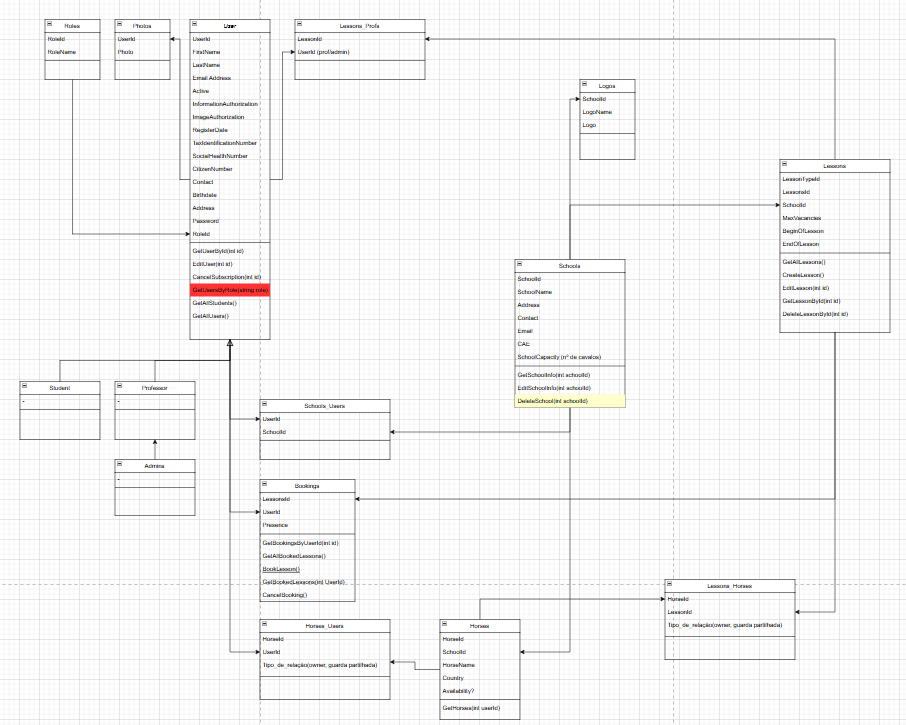 Roles
RoleId
RoleName
Photos
UserId
Photo
User
UserId
FirstName
LastName
Email Address
Active
InformationAuthorization
ImageAuthorization
RegisterDate
TaxIdentificationNumber
SocialHealthNumber
CitizenNumber
Contact
Birthdate
Address
Password
RoleId
GetUserById(int id)
EditUser(int id)
CancelSubscription(int id)
GetUsersByRole(string role)
GetAllStudents()
GetAllUsers()
Lessons_Profs
LessonId
UserId (prof/admin)
Logos
SchoolId
LogoName
Logo
Lessons
LessonTypeId
LessonsId
SchoolId
MaxVacancies
BeginOfLesson
EndOfLesson
GetAllLessons()
CreateLesson()
EditLesson(int id)
GetLessonById(int id)
DeleteLessonById(int id)
Schools
SchoolId
SchoolName
Address
Contact
Email
CAE
SchoolCapacity (nº de cavalos)
GetSchoolInfo(int schoolId)
EditSchoolInfo(int schoolId)
DeleteSchool(int schoolId)
Student
-
Professor
-
Admins
-
Schools_Users
UserId
SchoolId
Bookings
LessonsId
UserId
Presence
GetBookingsByUserId(int id)
GetAllBookedLessons()
BookLesson()
GetBookedLessons(int UserId)
CancelBooking()
Horses_Users
HorseId
UserId
Tipo_de_relação(owner, guarda partilhada)
Horses
HorseId
SchoolId
HorseName
Country
Availability?
GetHorses(int userId)
Lessons_Horses
HorseId
LessonId
Tipo_de_relação(owner, guarda partilhada)